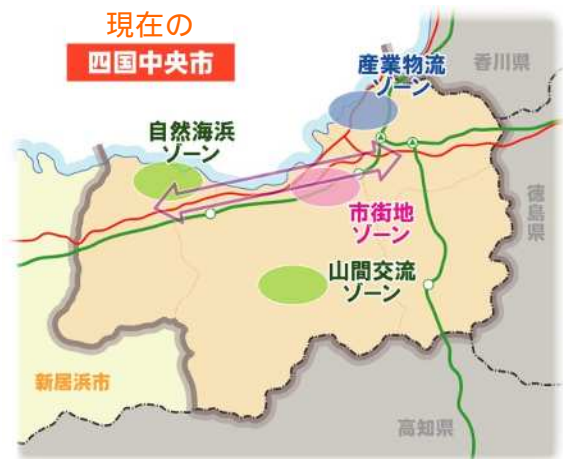 現在の
四国中央市
産業物流
ゾーン
香川県
自然海浜
ゾーン
徳島県
市街地
ゾーン
山間交流
ゾーン
新居浜市
高知県